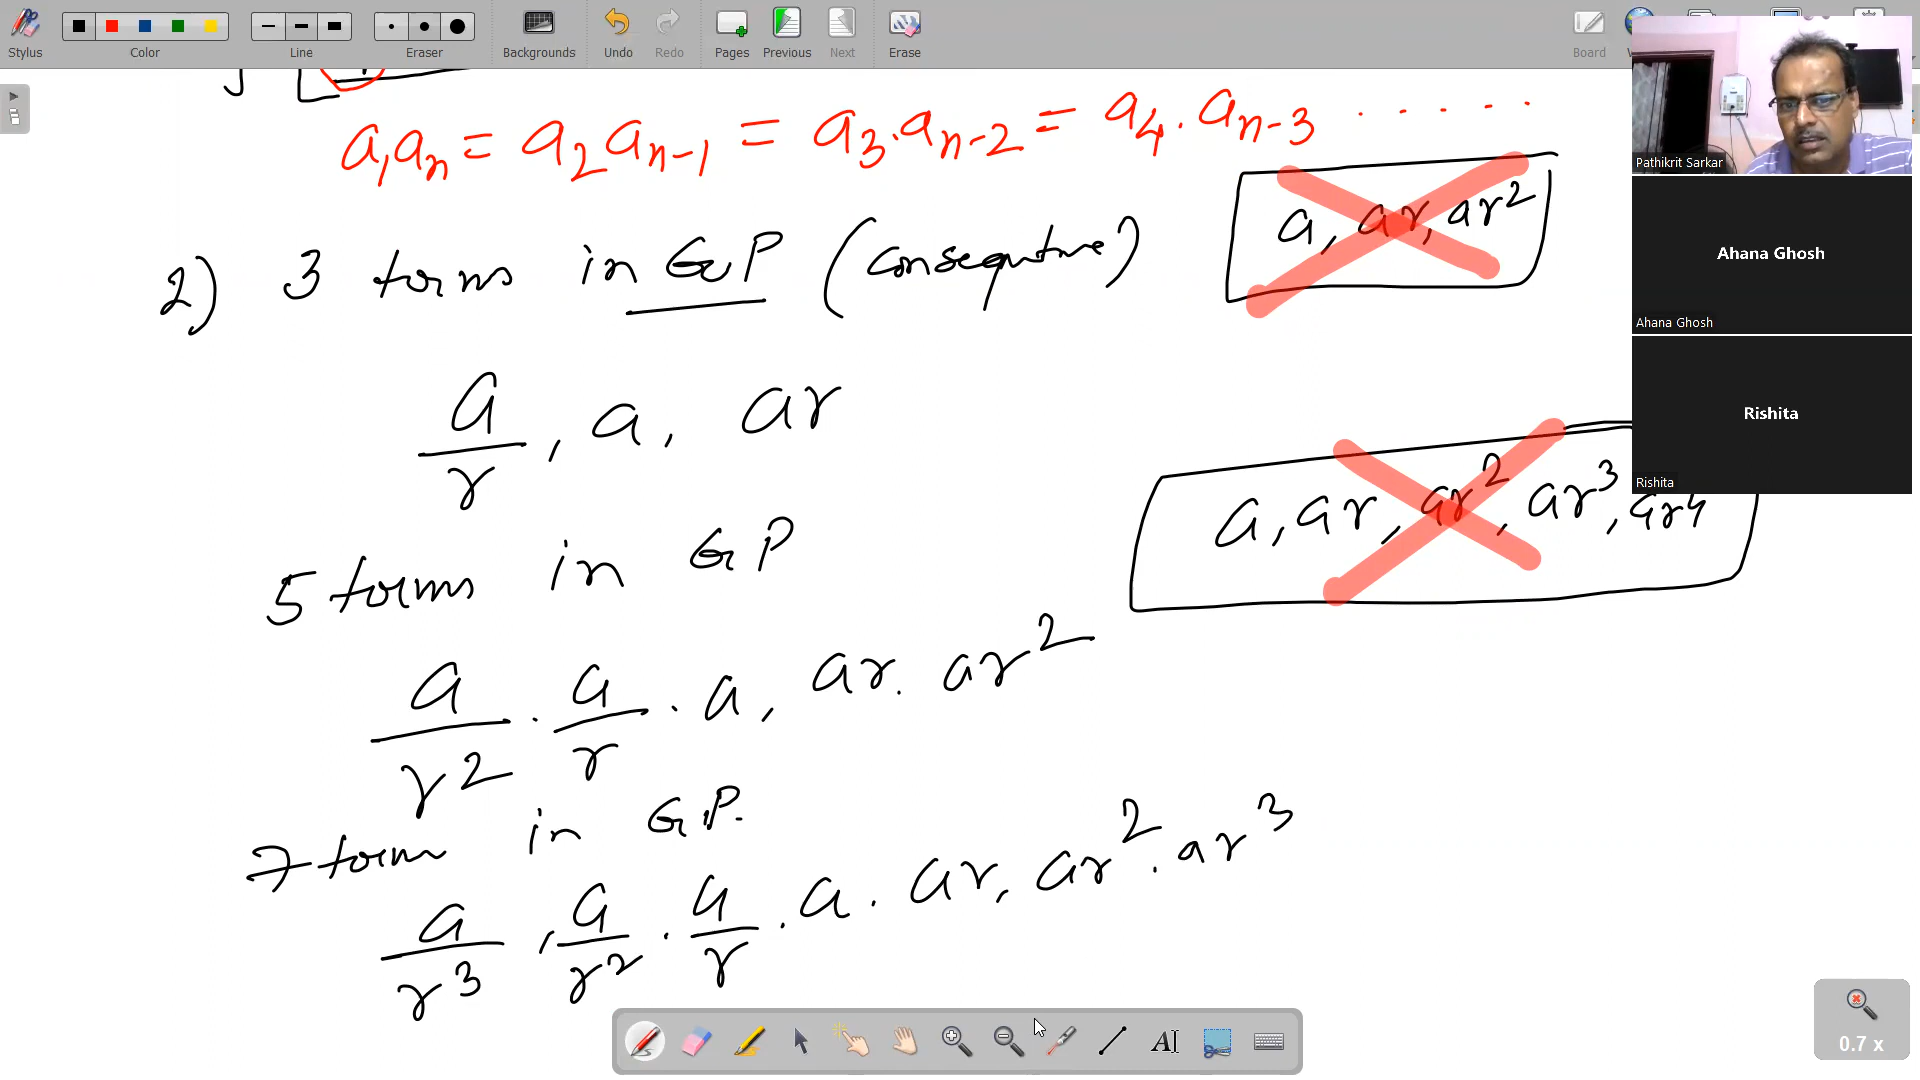 Stylus
Color
Line
Eraser
Backgrounds
Undo
Redo
Pages
Previous
Next
Erase
Board
a₁aₙ = a₂aₙ₋₁ = a₃.aₙ₋₂ = a₄.aₙ₋₃ ......
a, ar, ar²
2) 3 terms in GP (consequtive)
a/r, a, ar
a, ar, ar², ar³, ar⁴
5 terms in GP
a/r² . a/r . a, ar. ar²
7 term in GP.
a/r³, a/r² . a/r . a . ar, ar² . ar³
Pathikrit Sarkar
Ahana Ghosh
Ahana Ghosh
Rishita
Rishita
0.7 x